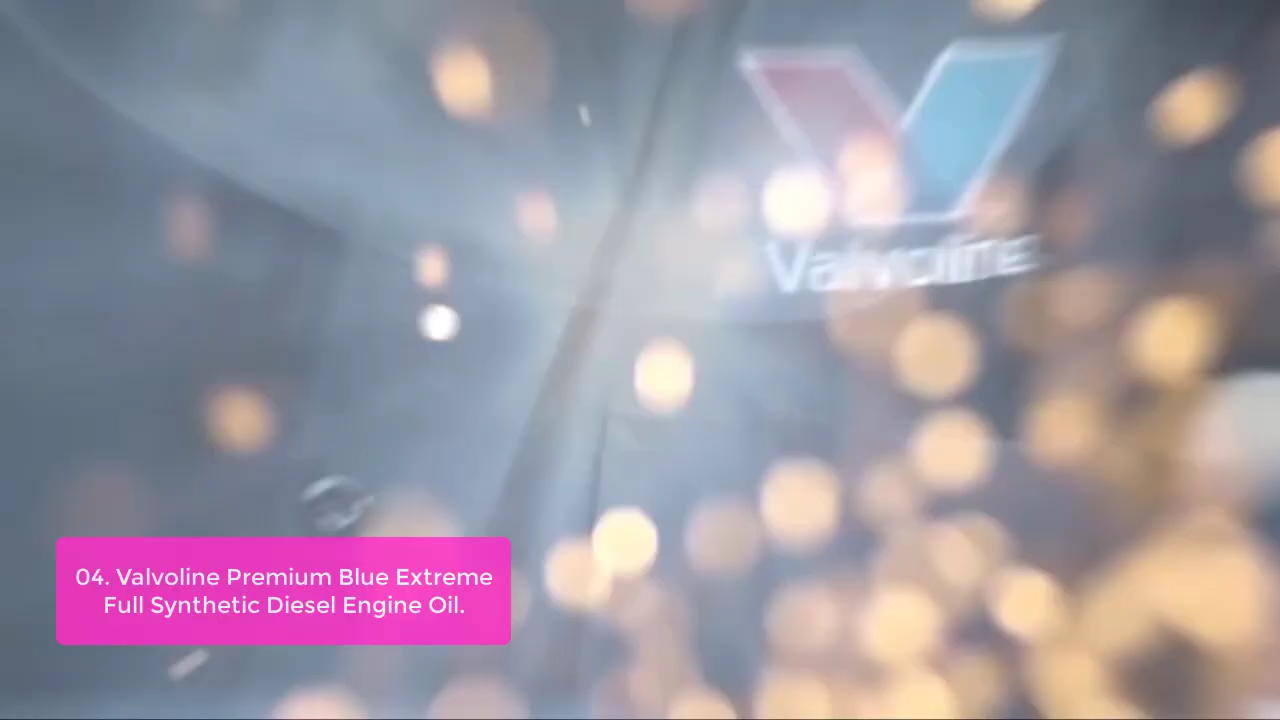 Valvoline
04. Valvoline Premium Blue Extreme
Full Synthetic Diesel Engine Oil.